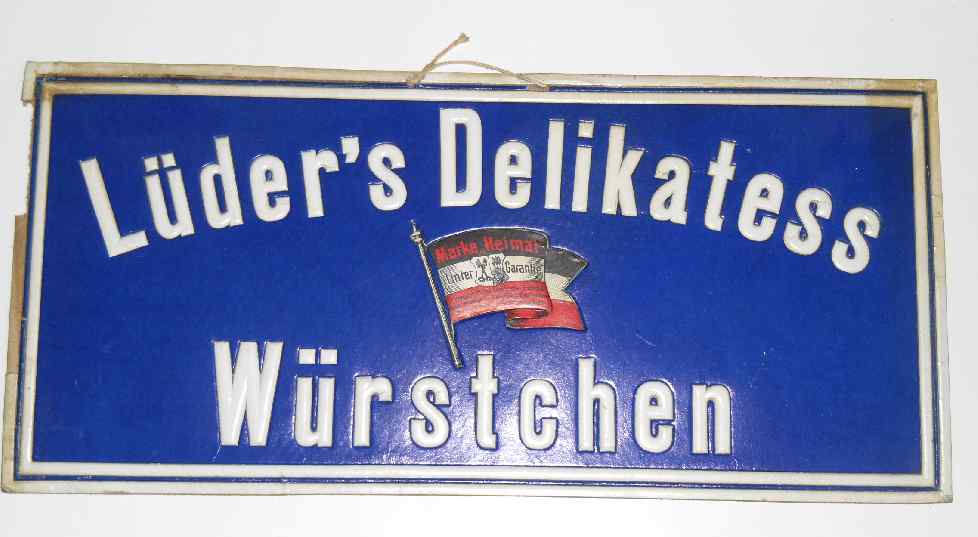 Lüder's Delikatess
Marke Heimat
Unter Garantie
Würstchen